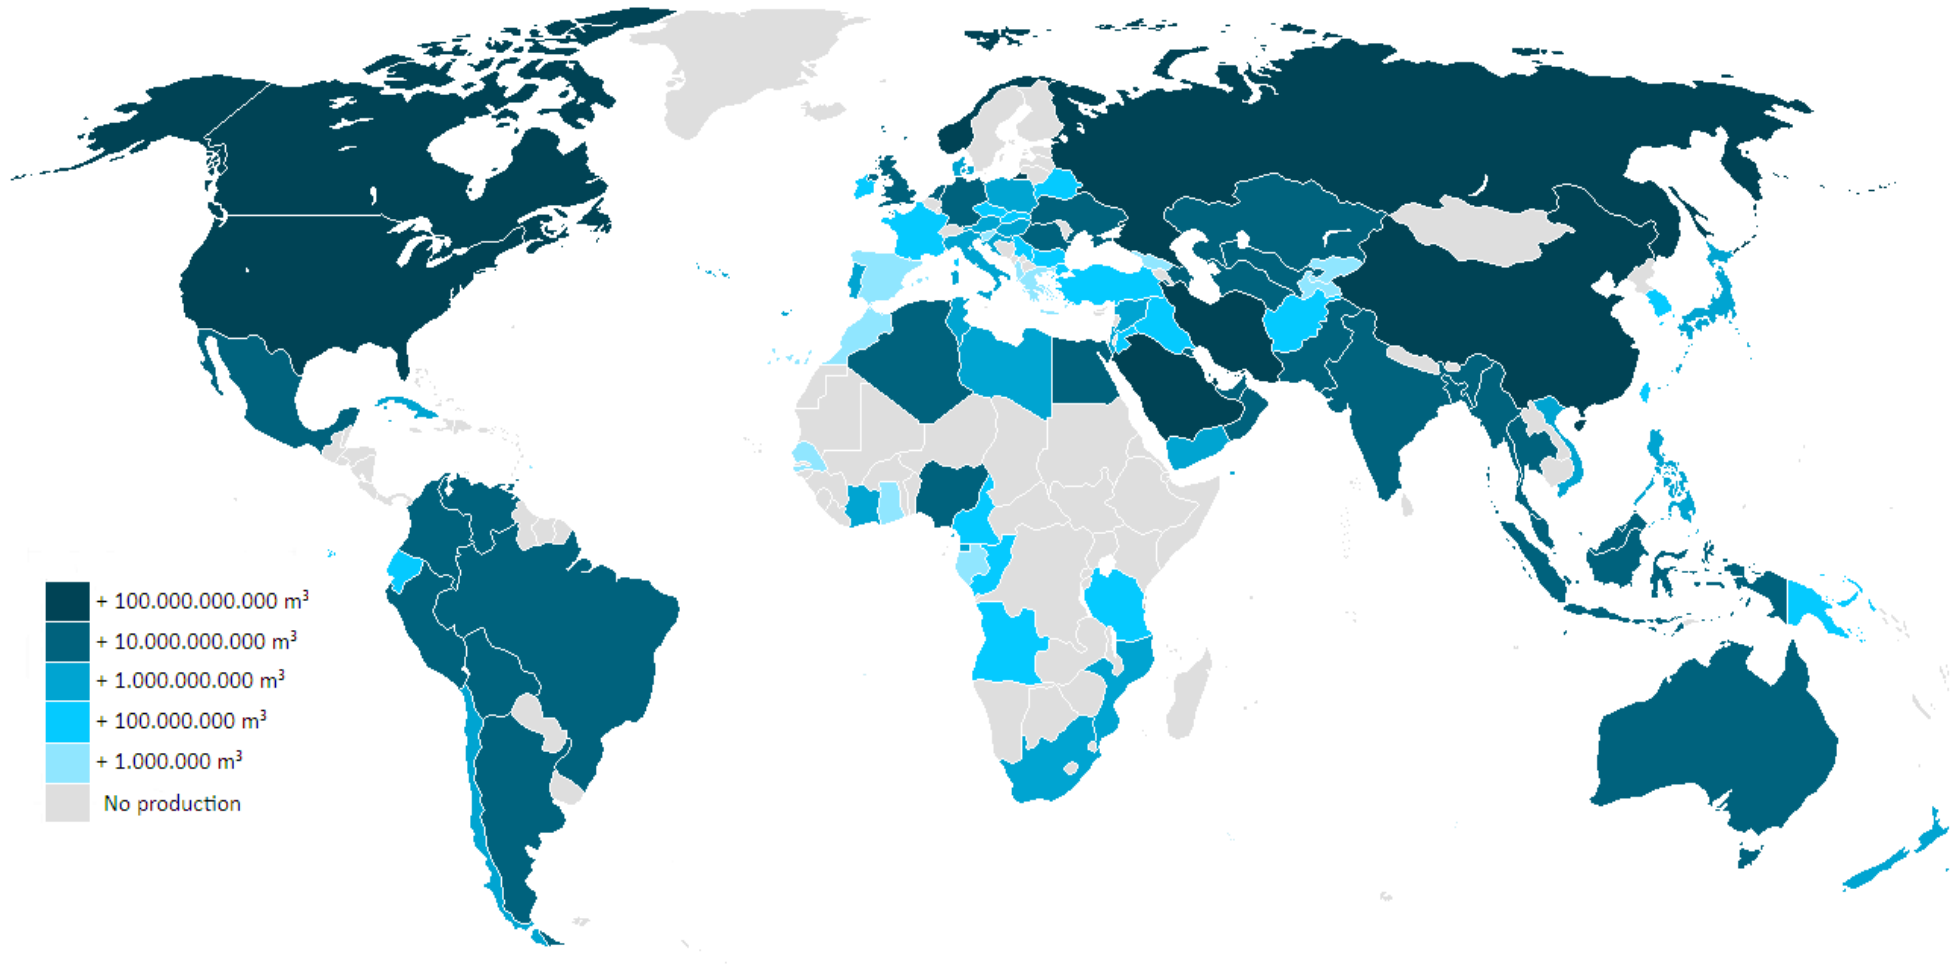 + 100.000.000.000 m³
+ 10.000.000.000 m³
+ 1.000.000.000 m³
+ 100.000.000 m³
+ 1.000.000 m³
No production